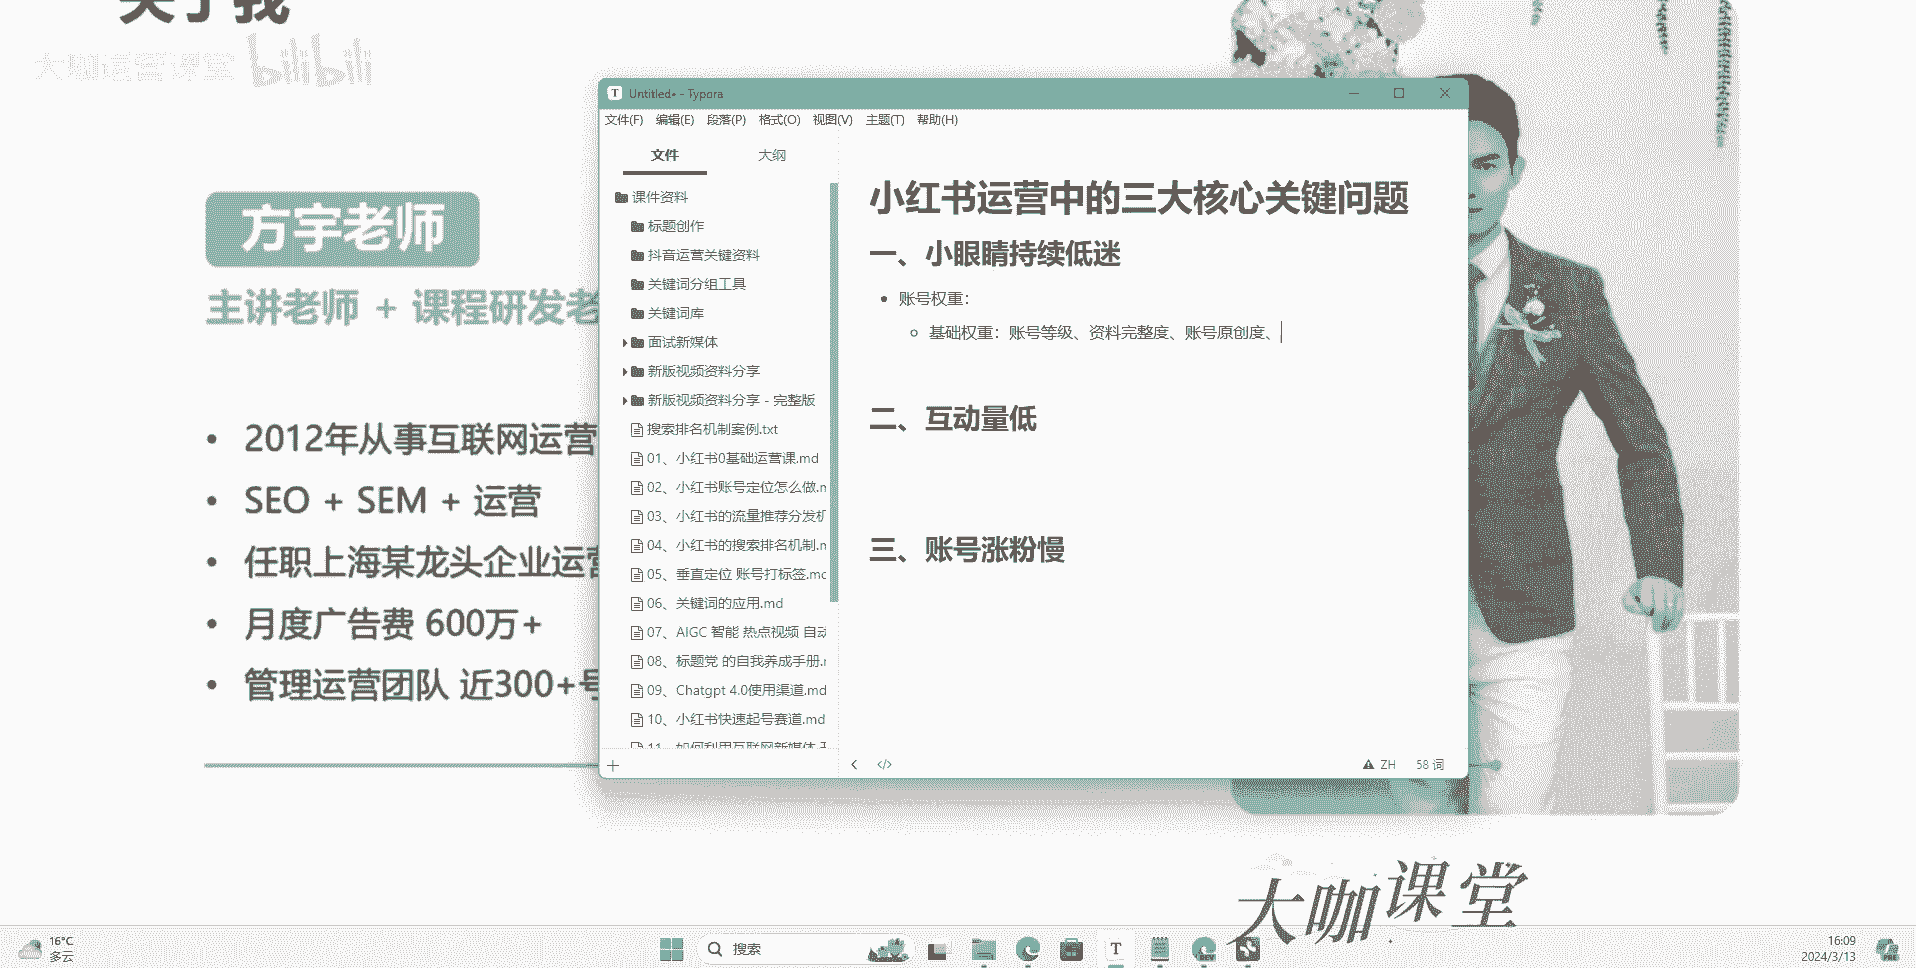 关于我
大咖运营课堂 bilibili
方宇老师
主讲老师 + 课程研发老
• 2012年从事互联网运营
• SEO + SEM + 运营
• 任职上海某龙头企业运营
• 月度广告费 600万+
• 管理运营团队 近300+号
Untitled• - Typora
文件(F) 编辑(E) 段落(P) 格式(O) 视图(V) 主题(T) 帮助(H)
文件 大纲
课件资料
标题创作
抖音运营关键资料
关键词分组工具
关键词库
面试新媒体
新版视频资料分享
新版视频资料分享 - 完整版
搜索排名机制案例.txt
01、小红书0基础运营课.md
02、小红书账号定位怎么做.m
03、小红书的流量推荐分发机
04、小红书的搜索排名机制.m
05、垂直定位 账号打标签.md
06、关键词的应用.md
07、AIGC 智能 热点视频 自动
08、标题党 的自我养成手册.m
09、Chatgpt 4.0使用渠道.md
10、小红书快速起号赛道.md
11、如何利用互联网新媒体
小红书运营中的三大核心关键问题
一、小眼睛持续低迷
• 账号权重：
基础权重：账号等级、资料完整度、账号原创度、
二、互动量低
三、账号涨粉慢
ZH 58 词
大咖课堂
16°C
多云
搜索
T
DEV
16:09
2024/3/13
PRE